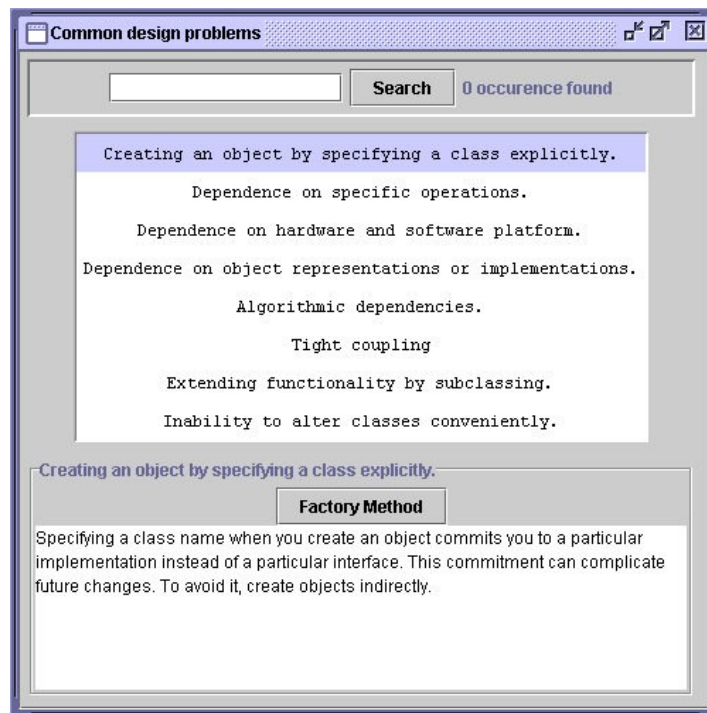 Common design problems
Search 0 occurence found
Creating an object by specifying a class explicitly.
Dependence on specific operations.
Dependence on hardware and software platform.
Dependence on object representations or implementations.
Algorithmic dependencies.
Tight coupling
Extending functionality by subclassing.
Inability to alter classes conveniently.
Creating an object by specifying a class explicitly.
Factory Method
Specifying a class name when you create an object commits you to a particular
implementation instead of a particular interface. This commitment can complicate
future changes. To avoid it, create objects indirectly.